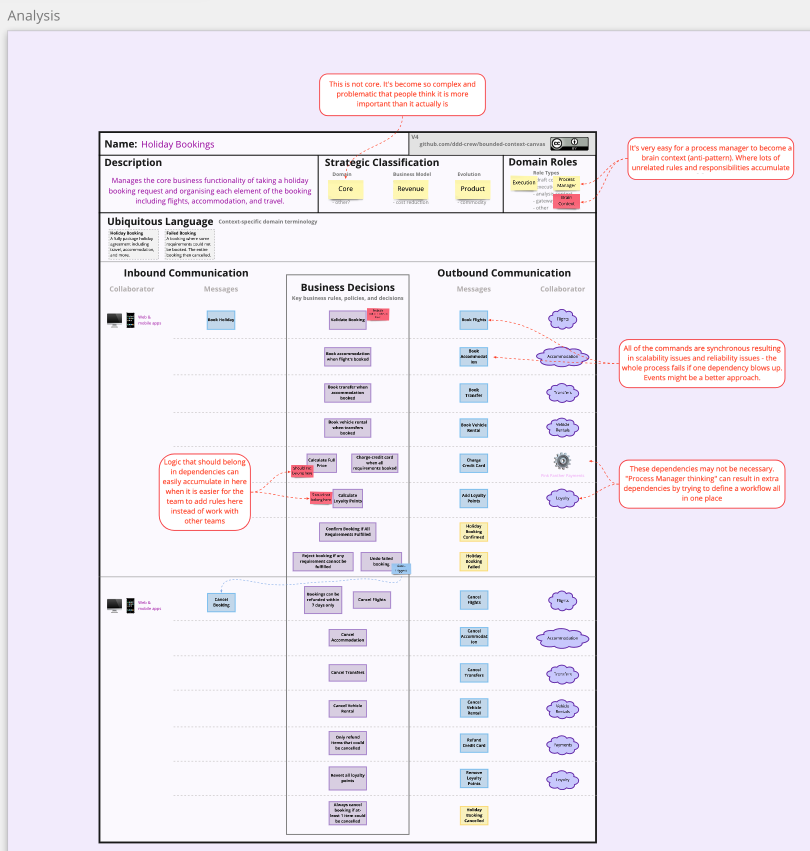 Analysis
This is not core. It's become so complex and
problematic that people think it is more
important than it actually is
Name: Holiday Bookings
V4
github.com/ddd-crew/bounded-context-canvas
It's very easy for a process manager to become a
brain context (anti-pattern). Where lots of
unrelated rules and responsibilities accumulate
Description
Manages the core business functionality of taking a holiday
booking request and organising each element of the booking
including flights, accommodation, and travel.
Strategic Classification
Domain
Core
Business Model
Revenue
- cost reduction
Evolution
Product
- commodity
Domain Roles
Role Types
Execution
Process
Manager
Brain
Context
- other
Ubiquitous Language Context-specific domain terminology
Holiday Booking
A fully package holiday
agreement including
travel, accommodation,
and more.
Failed Booking
A booking where some
requirements could not
be booked. The entire
booking then cancelled.
Inbound Communication
Collaborator
Messages
Business Decisions
Key business rules, policies, and decisions
Outbound Communication
Messages
Collaborator
Web &
mobile apps
Book Holiday
Validate Booking
Book Flights
Flights
Book accommodation
when flights booked
Book
Accommodat
ion
Accommodation
All of the commands are synchronous resulting
in scalability issues and reliability issues - the
whole process fails if one dependency blows up.
Events might be a better approach.
Book transfer when
accommodation
booked
Book
Transfer
Transfers
Book vehicle rental
when transfers
booked
Book Vehicle
Rental
Vehicle
Rentals
Logic that should belong
in dependencies can
easily accumulate in here
when it is easier for the
team to add rules here
instead of work with
other teams
Calculate Full
Price
Charge credit card
when all
requirements booked
Charge
Credit Card
These dependencies may not be necessary.
"Process Manager thinking" can result in extra
dependencies by trying to define a workflow all
in one place
Calculate
Loyalty Points
Add Loyalty
Points
Loyalty
Confirm Booking if All
Requirements Fulfilled
Holiday
Booking
Confirmed
Reject booking if any
requirement cannot be
fulfilled
Undo failed
booking
Holiday
Booking
Failed
Web &
mobile apps
Cancel
Booking
Bookings can be
refunded within
7 days only
Cancel Flights
Cancel
Flights
Flights
Cancel
Accommodation
Cancel
Accommodat
ion
Accommodation
Cancel Transfers
Cancel
Transfers
Transfers
Cancel Vehicle
Rental
Cancel
Vehicle
Rental
Vehicle
Rentals
Only refund
items that could
be cancelled
Refund
Credit Card
Payments
Revert all loyalty
points
Remove
Loyalty
Points
Loyalty
Always cancel
booking if at-
least 1 item could
be cancelled
Holiday
Booking
Cancelled